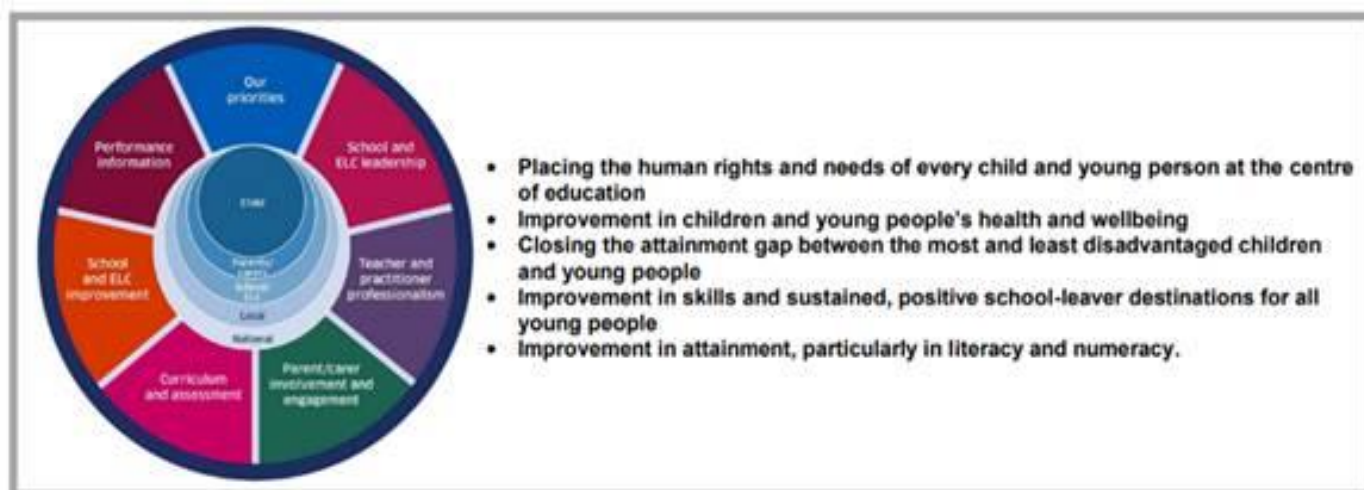 Our
priorities
Performance
information
School and
ELC leadership
Child
School
and ELC
improvement
Teacher and
practitioner
professionalism
Local
National
Curriculum
and assessment
Parent/carer
involvement and
engagement
• Placing the human rights and needs of every child and young person at the centre
of education
• Improvement in children and young people's health and wellbeing
• Closing the attainment gap between the most and least disadvantaged children
and young people
• Improvement in skills and sustained, positive school-leaver destinations for all
young people
• Improvement in attainment, particularly in literacy and numeracy.